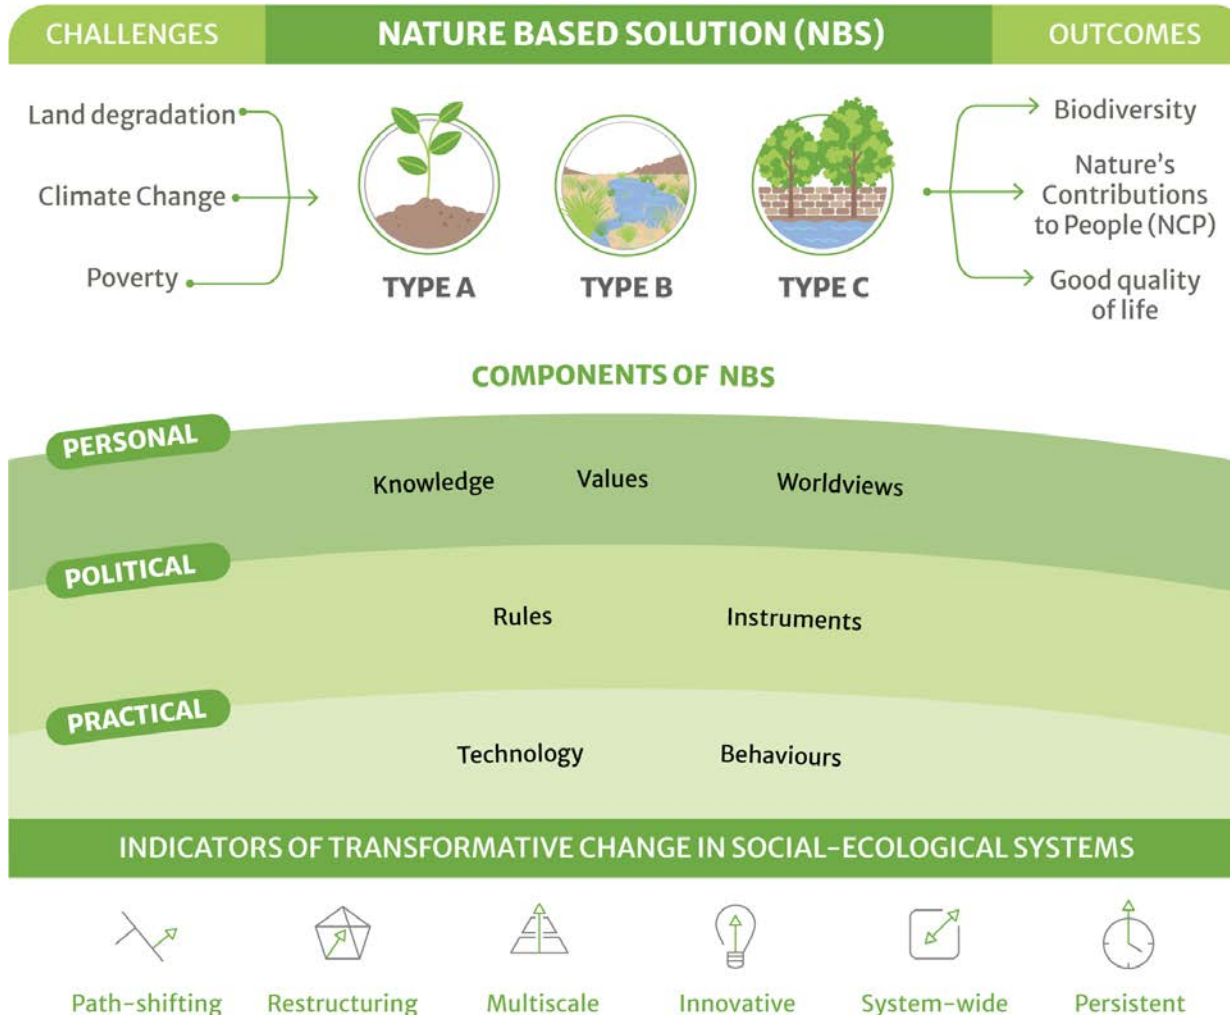 CHALLENGES
NATURE BASED SOLUTION (NBS)
OUTCOMES
Land degradation
Climate Change
Poverty
TYPE A
TYPE B
TYPE C
Biodiversity
Nature’s
Contributions
to People (NCP)
Good quality
of life
COMPONENTS OF NBS
PERSONAL
Knowledge
Values
Worldviews
POLITICAL
Rules
Instruments
PRACTICAL
Technology
Behaviours
INDICATORS OF TRANSFORMATIVE CHANGE IN SOCIAL-ECOLOGICAL SYSTEMS
Path-shifting
Restructuring
Multiscale
Innovative
System-wide
Persistent